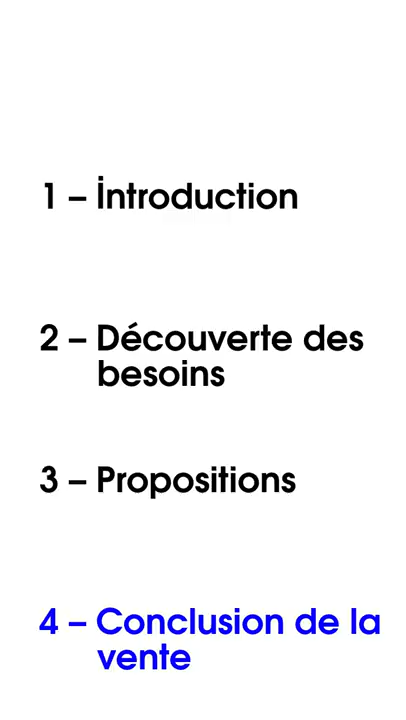 1 – İntroduction
2 – Découverte des
besoins
3 – Propositions
4 – Conclusion de la
vente